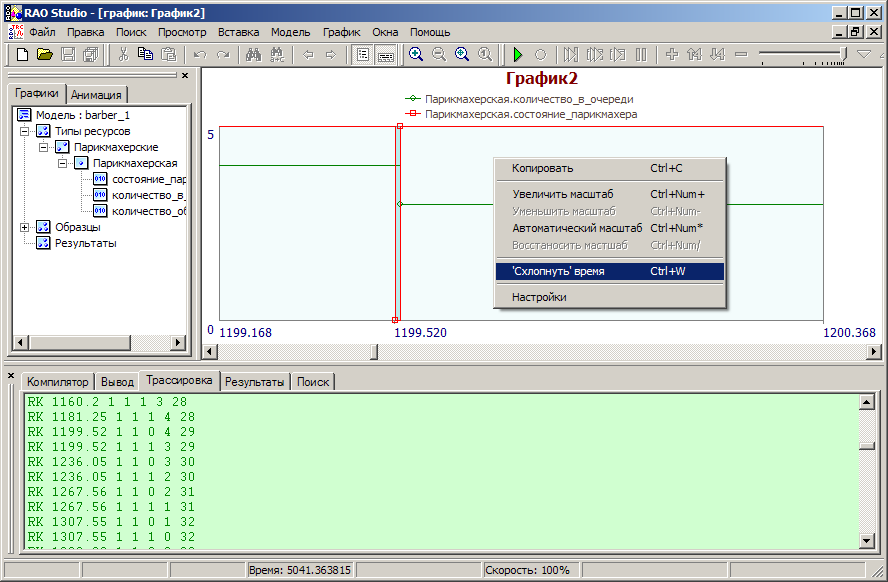 RAO Studio - [график: График2]
Файл Правка Поиск Просмотр Вставка Модель График Окна Помощь
Графики Анимация
Модель : barber_1
Типы ресурсов
Парикмахерские
Парикмахерская
состояние_пар
количество_в_
количество_об
Образцы
Результаты
График2
Парикмахерская.количество_в_очереди
Парикмахерская.состояние_парикмахера
5
0
1199.168 1199.520 1200.368
Копировать Ctrl+C
Увеличить масштаб Ctrl+Num+
Уменьшить масштаб Ctrl+Num-
Автоматический масштаб Ctrl+Num*
Восстаносить мастшаб Ctrl+Num/
'Схлопнуть' время Ctrl+W
Настройки
Компилятор Вывод Трассировка Результаты Поиск
RK 1160.2 1 1 1 3 28
RK 1181.25 1 1 1 4 28
RK 1199.52 1 1 0 4 29
RK 1199.52 1 1 1 3 29
RK 1236.05 1 1 0 3 30
RK 1236.05 1 1 1 2 30
RK 1267.56 1 1 0 2 31
RK 1267.56 1 1 1 1 31
RK 1307.55 1 1 0 1 32
RK 1307.55 1 1 1 0 32
Время: 5041.363815 Скорость: 100%